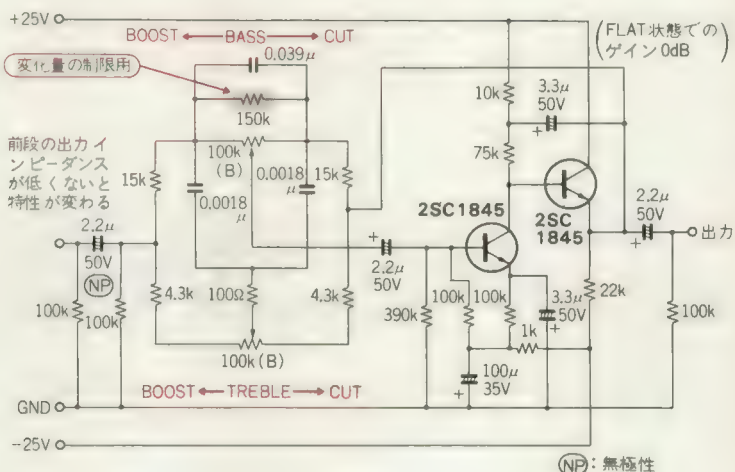 +25V
BOOST ← BASS → CUT
0.039μ
変化量の制限用
150k
100k
(B)
15k
15k
0.0018
μ
0.0018
μ
前段の出力イ
ンピーダンス
が低くないと
特性が変わる
2.2μ
50V
NP
100k
100k
4.3k
100Ω
4.3k
100k(B)
BOOST ← TREBLE → CUT
GND
-25V
(FLAT状態での
ゲイン0dB)
10k
3.3μ
50V
+
75k
2SC1845
2SC
1845
2.2μ
50V
+
出力
+
2.2μ
50V
390k
100k
100k
1k
3.3μ
50V
+
22k
100k
100μ
35V
+
NP:無極性